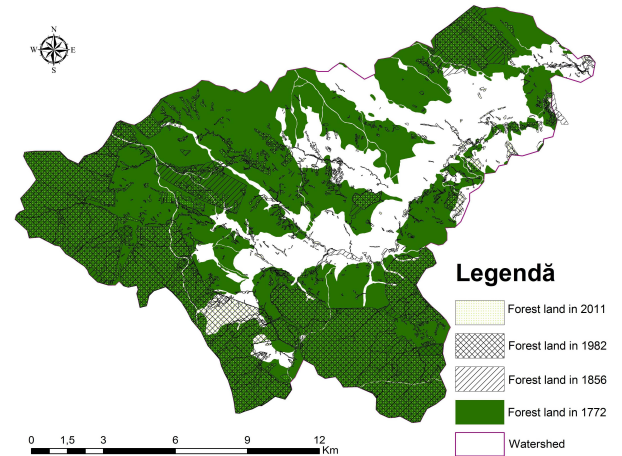 N
W E
S
Legendă
Forest land in 2011
Forest land in 1982
Forest land in 1856
Forest land in 1772
Watershed
0 1,5 3 6 9 12
Km